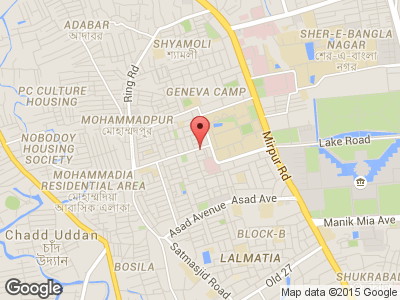 ADABAR
আদাবর
SHYAMOLI
শ্যামলী
SHER-E-BANGLA
NAGAR
শের-এ-বাংলা
নগর
Ring Rd
PC CULTURE
HOUSING
GENEVA CAMP
MOHAMMADPUR
মোহাম্মদপুর
NOBODOY
HOUSING
SOCIETY
Mirpur Rd
Lake Road
MOHAMMADIA
RESIDENTIAL AREA
মোহাম্মদিয়া
আবাসিক এলাকা
Asad Avenue
Asad Ave
Manik Mia Ave
Chadd Uddan
চাঁদ
উদ্যান
BLOCK-B
Satmasjid Road
BOSILA
LALMATIA
Old 27
SHUKRABAD
Google
Map data ©2015 Google